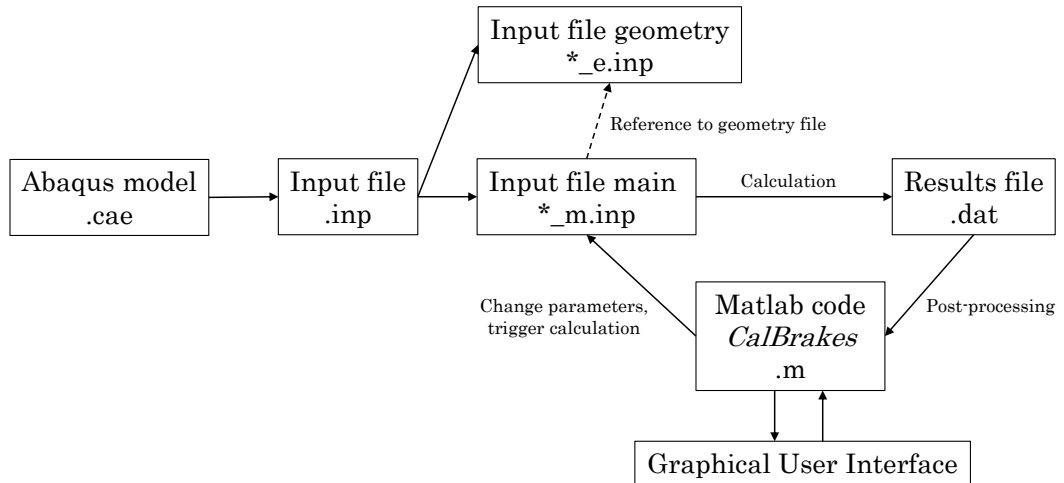 Input file geometry
*_e.inp
Reference to geometry file
Abaqus model
.cae
Input file
.inp
Input file main
*_m.inp
Calculation
Results file
.dat
Change parameters,
trigger calculation
Matlab code
CalBrakes
.m
Post-processing
Graphical User Interface